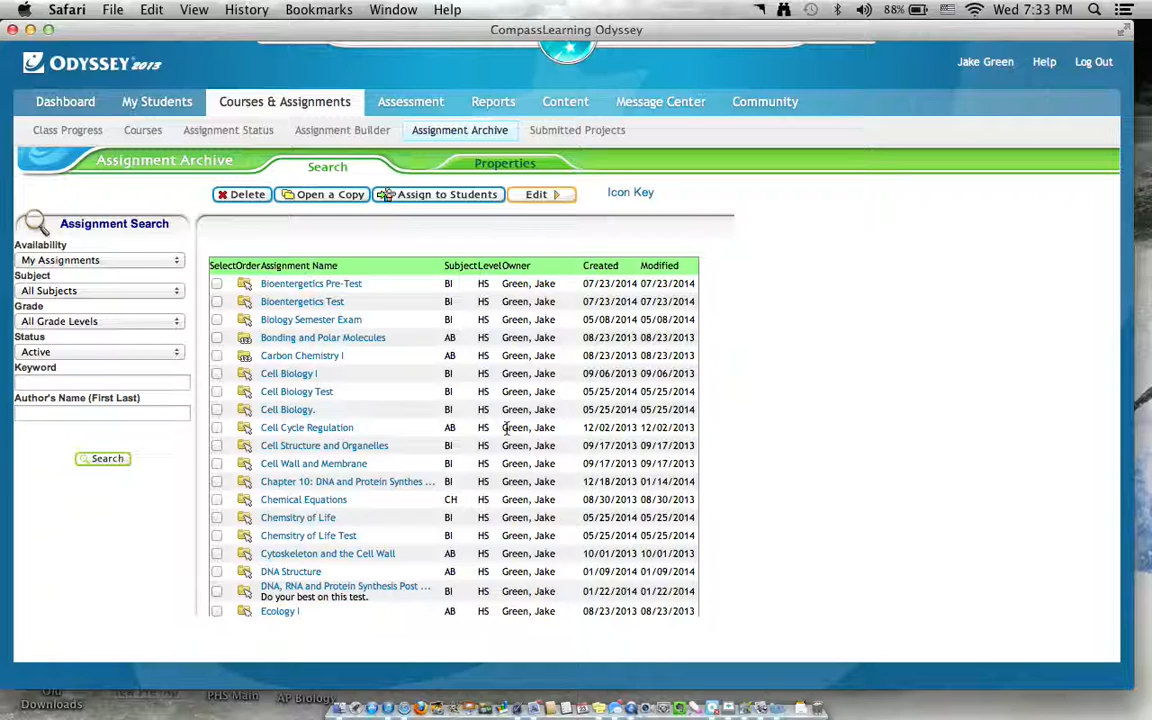 Safari File Edit View History Bookmarks Window Help 88% Wed 7:33 PM
CompassLearning Odyssey
ODYSSEY 2013 Jake Green Help Log Out
Dashboard My Students Courses & Assignments Assessment Reports Content Message Center Community
Class Progress Courses Assignment Status Assignment Builder Assignment Archive Submitted Projects
Assignment Archive Search Properties
Delete Open a Copy Assign to Students Edit Icon Key
Assignment Search
Availability
My Assignments
Subject
All Subjects
Grade
All Grade Levels
Status
Active
Keyword
Author's Name (First Last)
Search
Select Order Assignment Name Subject Level Owner Created Modified
Bioentergetics Pre-Test BI HS Green, Jake 07/23/2014 07/23/2014
Bioentergetics Test BI HS Green, Jake 07/23/2014 07/23/2014
Biology Semester Exam BI HS Green, Jake 05/08/2014 05/08/2014
Bonding and Polar Molecules AB HS Green, Jake 08/23/2013 08/23/2013
Carbon Chemistry I AB HS Green, Jake 08/23/2013 08/23/2013
Cell Biology I BI HS Green, Jake 09/06/2013 09/06/2013
Cell Biology Test BI HS Green, Jake 05/25/2014 05/25/2014
Cell Biology. BI HS Green, Jake 05/25/2014 05/25/2014
Cell Cycle Regulation AB HS Green, Jake 12/02/2013 12/02/2013
Cell Structure and Organelles BI HS Green, Jake 09/17/2013 09/17/2013
Cell Wall and Membrane BI HS Green, Jake 09/17/2013 09/17/2013
Chapter 10: DNA and Protein Synthes ... BI HS Green, Jake 12/18/2013 01/14/2014
Chemical Equations CH HS Green, Jake 08/30/2013 08/30/2013
Chemsitry of Life BI HS Green, Jake 05/25/2014 05/25/2014
Chemsitry of Life Test BI HS Green, Jake 05/25/2014 05/25/2014
Cytoskeleton and the Cell Wall AB HS Green, Jake 10/01/2013 10/01/2013
DNA Structure AB HS Green, Jake 01/09/2014 01/09/2014
DNA, RNA and Protein Synthesis Post ... BI HS Green, Jake 01/22/2014 01/22/2014
Do your best on this test.
Ecology I AB HS Green, Jake 08/23/2013 08/23/2013
Old
Downloads PHS Main AP Biology